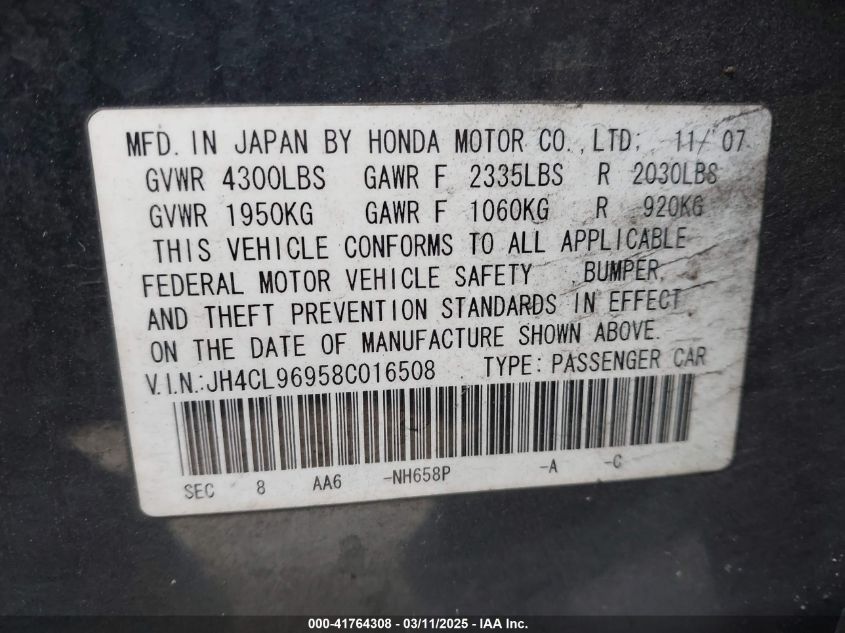 MFD. IN JAPAN BY HONDA MOTOR CO.,LTD; 11/'07
GVWR 4300LBS GAWR F 2335LBS R 2030LBS
GVWR 1950KG GAWR F 1060KG R 920KG
THIS VEHICLE CONFORMS TO ALL APPLICABLE
FEDERAL MOTOR VEHICLE SAFETY , BUMPER,
AND THEFT PREVENTION STANDARDS IN EFFECT
ON THE DATE OF MANUFACTURE SHOWN ABOVE.
V.I.N.:JH4CL96958C016508 TYPE: PASSENGER CAR
SEC 8 AA6 -NH658P -A -C
000-41764308 - 03/11/2025 - IAA Inc.